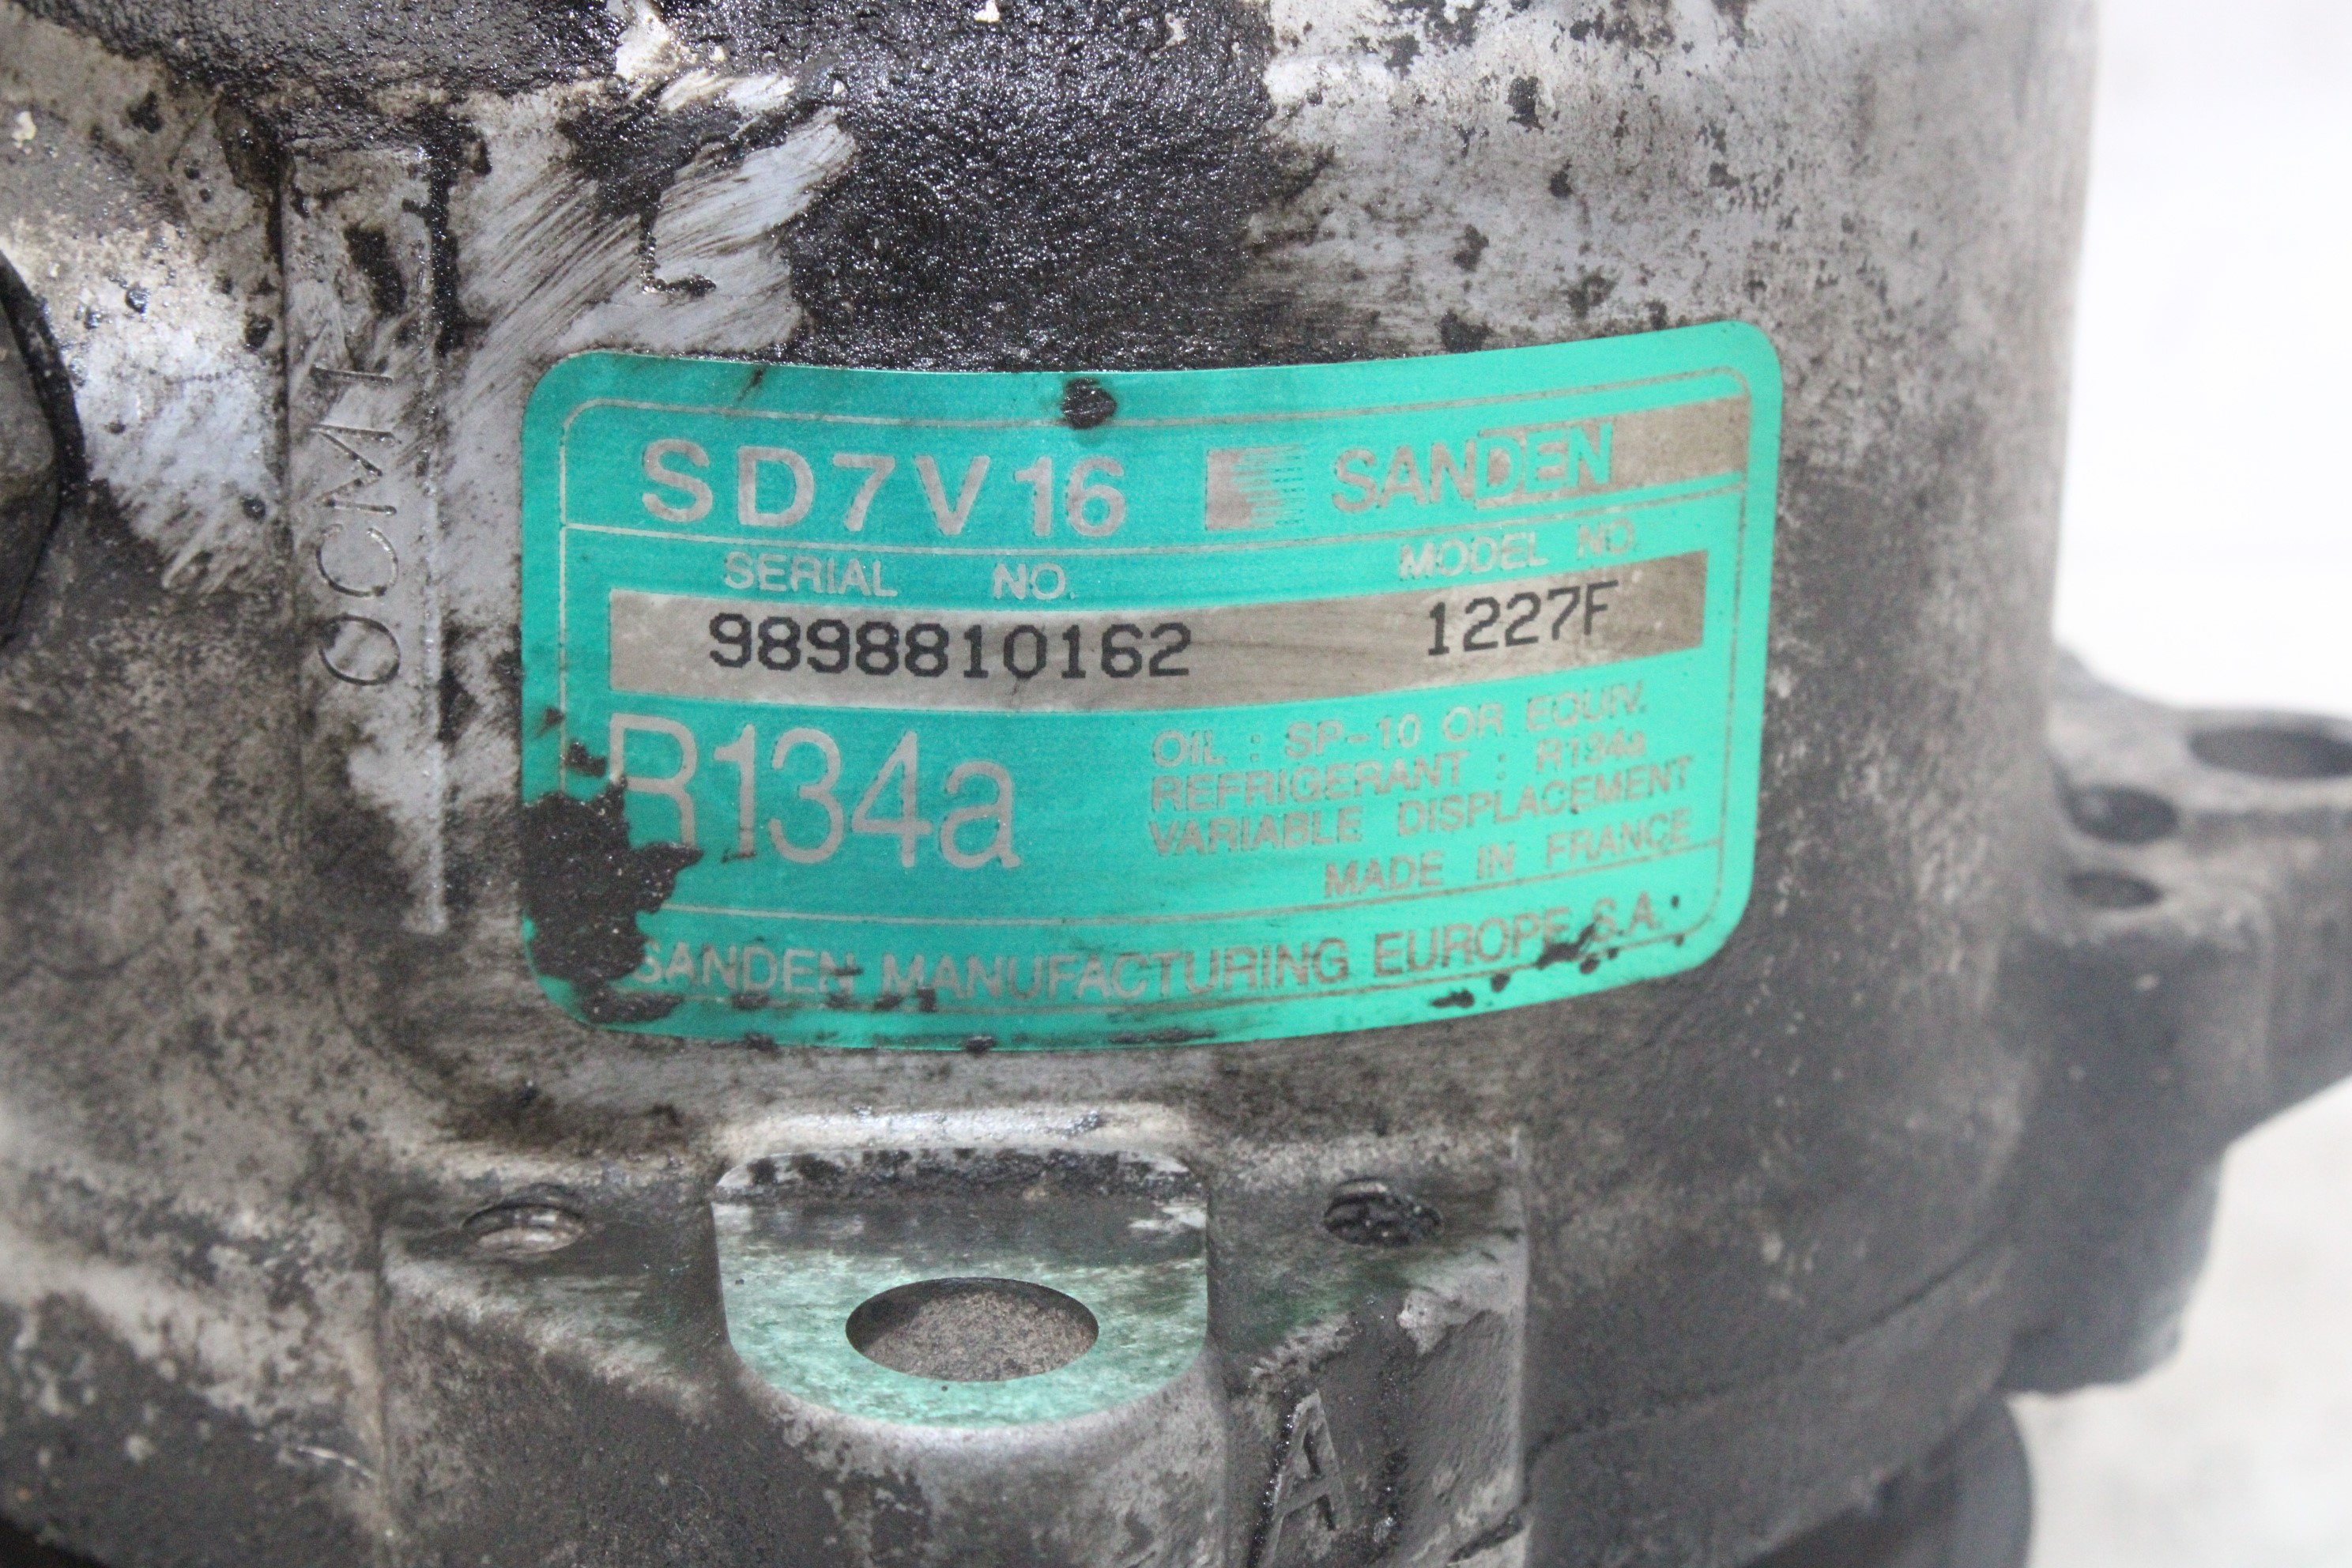 SD7V16 SANDEN
SERIAL NO. MODEL NO.
9898810162 1227F
R134a
OIL : SP-10 OR EQUIV.
REFRIGERANT : R134a
VARIABLE DISPLACEMENT
MADE IN FRANCE
SANDEN MANUFACTURING EUROPE S.A.
A